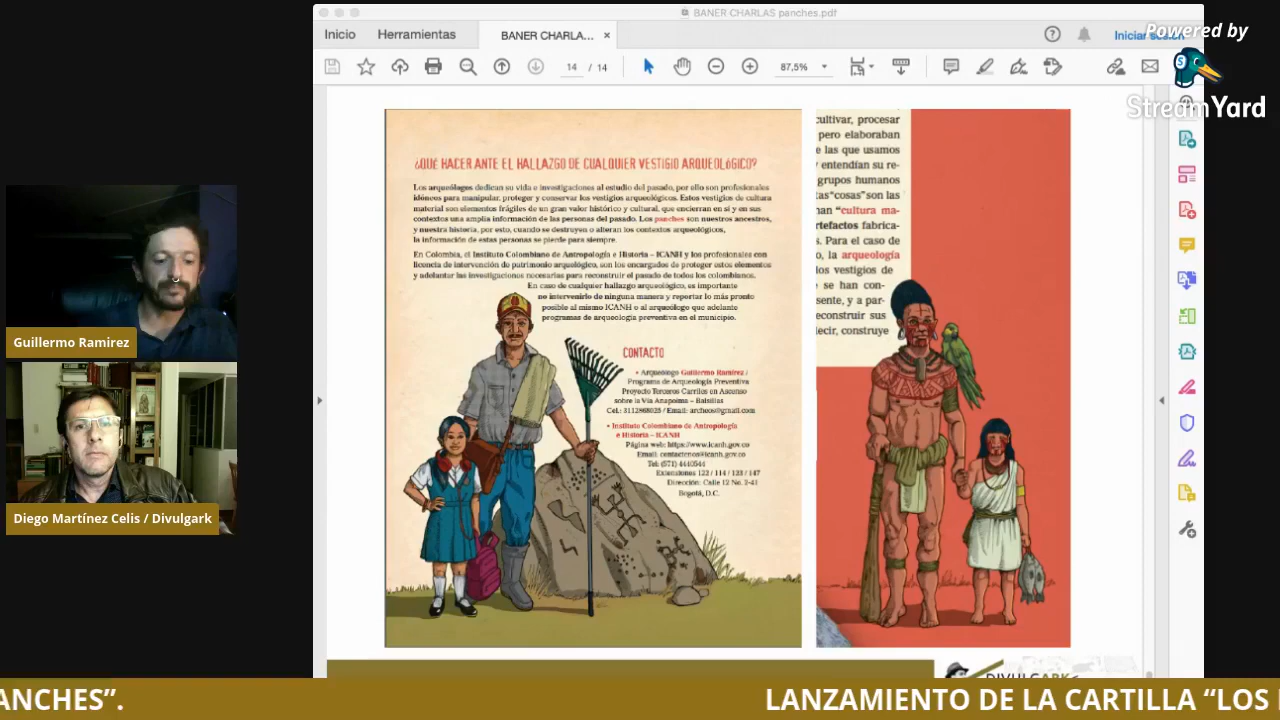 BANER CHARLAS panches.pdf
Inicio
Herramientas
BANER CHARLA... ×
Iniciar sesión
Powered by
StreamYard
14 / 14
87,5%
¿QUÉ HACER ANTE EL HALLAZGO DE CUALQUIER VESTIGIO ARQUEOLÓGICO?
Los arqueólogos dedican su vida e investigaciones al estudio del pasado, por ello son profesionales
idóneos para manipular, proteger y conservar los vestigios arqueológicos. Estos vestigios de cultura
material son elementos frágiles de un gran valor histórico y cultural, que encierran en sí y en sus
contextos una amplia información de las personas del pasado. Los panches son nuestros ancestros,
y nuestra historia, por esto, cuando se destruyen o alteran los contextos arqueológicos,
la información de estas personas se pierde para siempre.
En Colombia, el Instituto Colombiano de Antropología e Historia – ICANH y los profesionales con
licencia de intervención de patrimonio arqueológico, son los encargados de proteger estos elementos
y adelantar las investigaciones necesarias para reconstruir el pasado de todos los colombianos.
En caso de cualquier hallazgo arqueológico, es importante
no intervenirlo de ninguna manera y reportar lo más pronto
posible al mismo ICANH o al arqueólogo que adelante
programas de arqueología preventiva en el municipio.
CONTACTO
• Arqueólogo Guillermo Ramírez /
Programa de Arqueología Preventiva
Proyecto Terceros Carriles en Ascenso
sobre la Vía Anapoima – Balsillas
Cel.: 3112868025 / Email: archeos@gmail.com
• Instituto Colombiano de Antropología
e Historia – ICANH
Página web: https://www.icanh.gov.co
Email: contactenos@icanh.gov.co
Tel: (571) 4440544
Extensiones 122 / 114 / 123 / 147
Dirección: Calle 12 No. 2-41
Bogotá, D.C.
cultivar, procesar
pero elaboraban
e las que usamos
y entendían su re-
grupos humanos
tas "cosas" son las
nan "cultura ma-
rtefactos fabrica-
s. Para el caso de
o, la arqueología
los vestigios de
se han con-
sente, y a par-
econstruir sus
decir, construye
DIVULGARK
Guillermo Ramirez
Diego Martínez Celis / Divulgark
ANCHES”. LANZAMIENTO DE LA CARTILLA “LOS